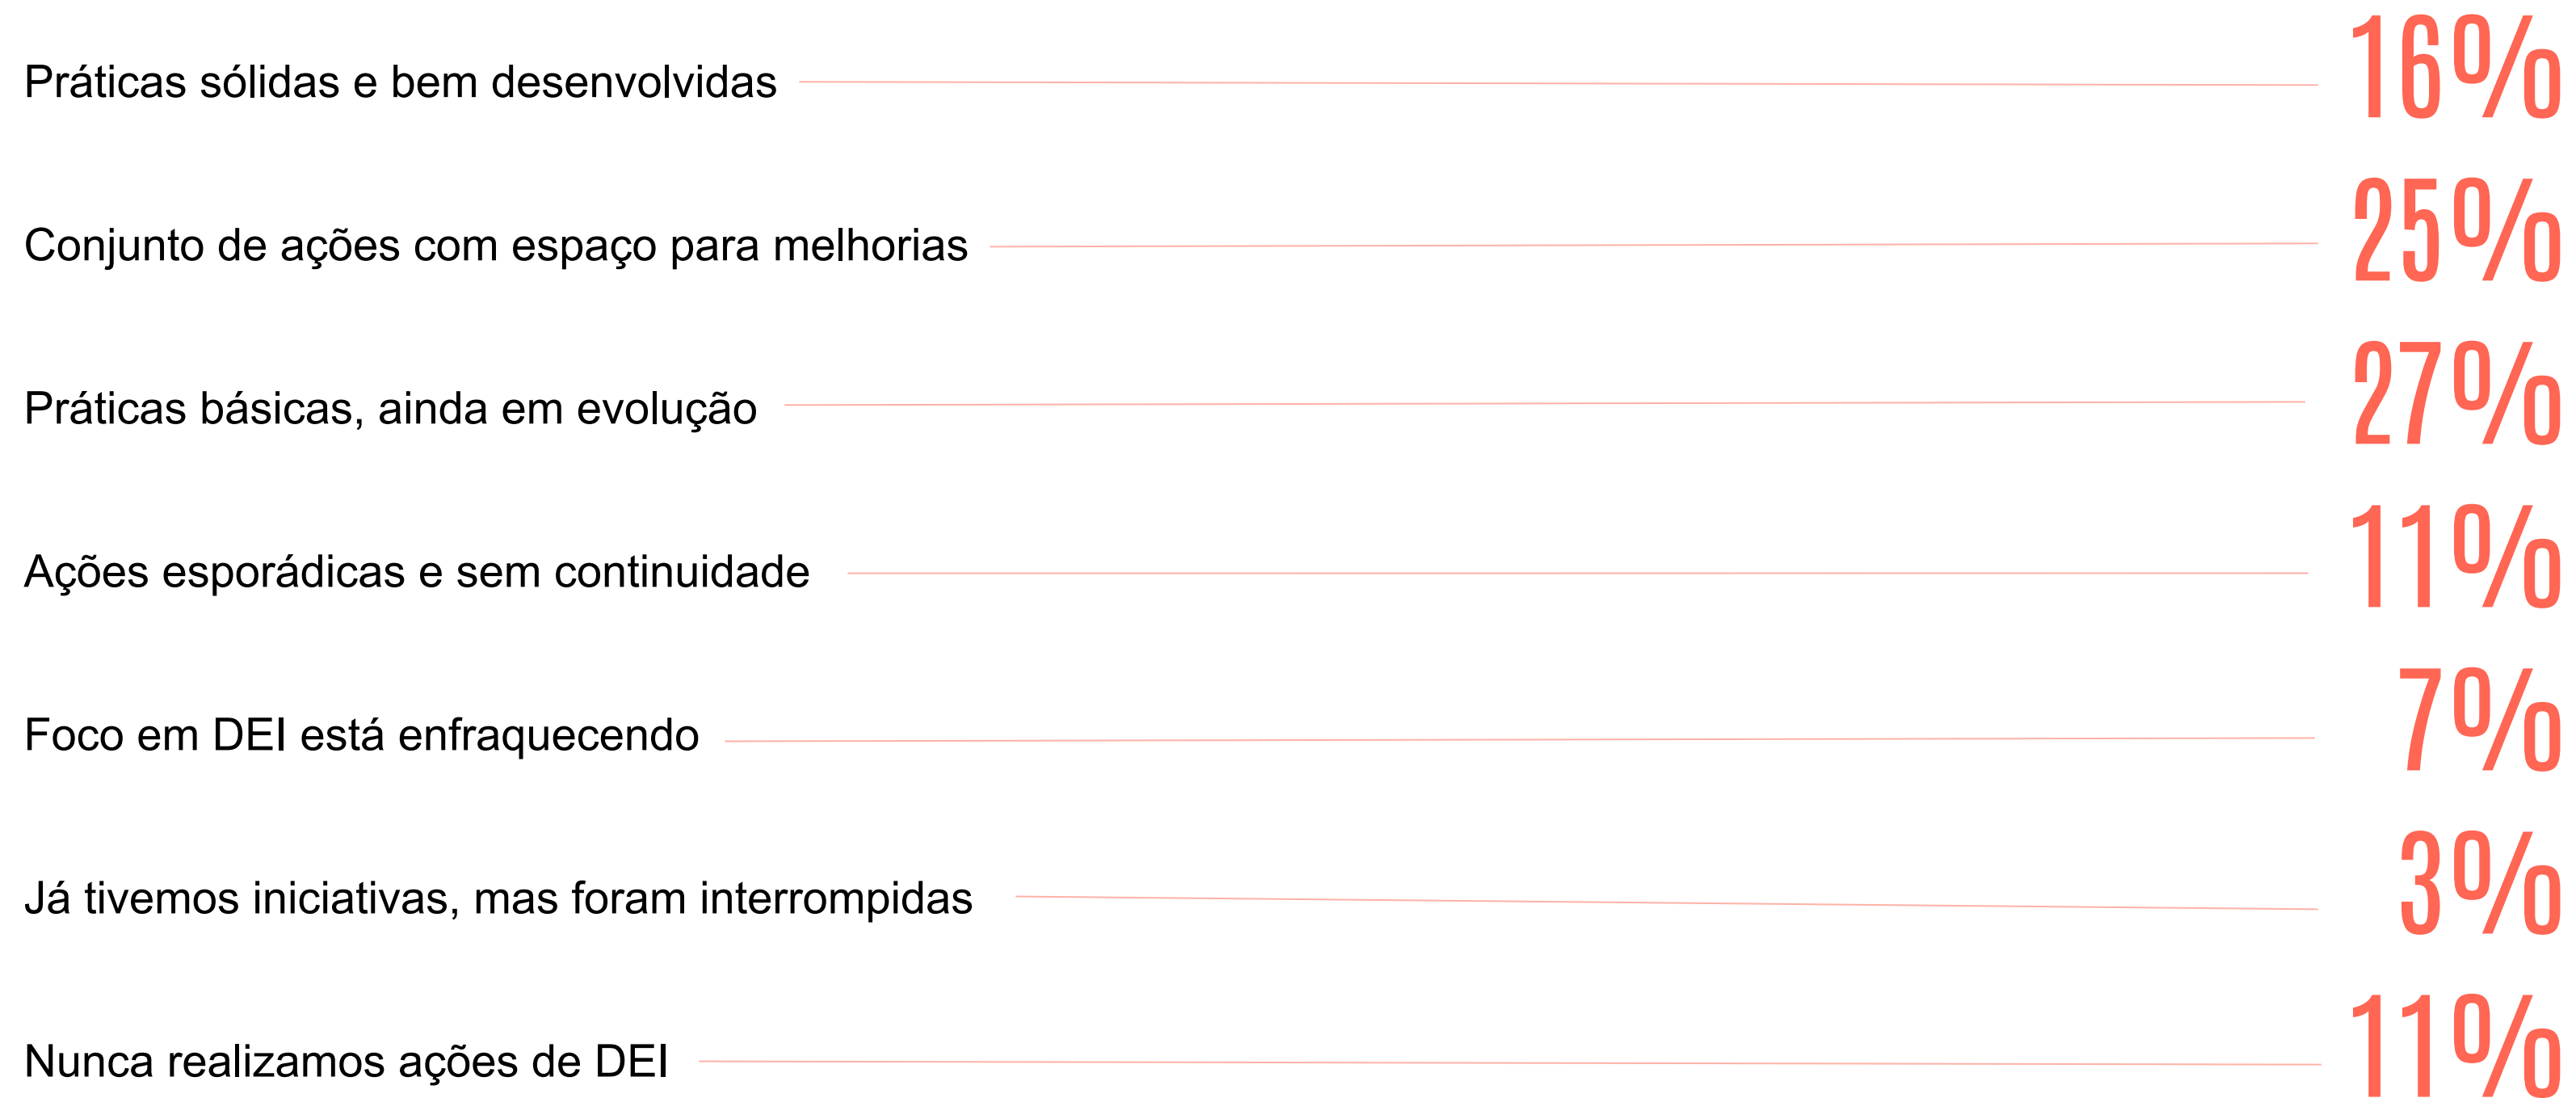 Práticas sólidas e bem desenvolvidas 16%
Conjunto de ações com espaço para melhorias 25%
Práticas básicas, ainda em evolução 27%
Ações esporádicas e sem continuidade 11%
Foco em DEI está enfraquecendo 7%
Já tivemos iniciativas, mas foram interrompidas 3%
Nunca realizamos ações de DEI 11%